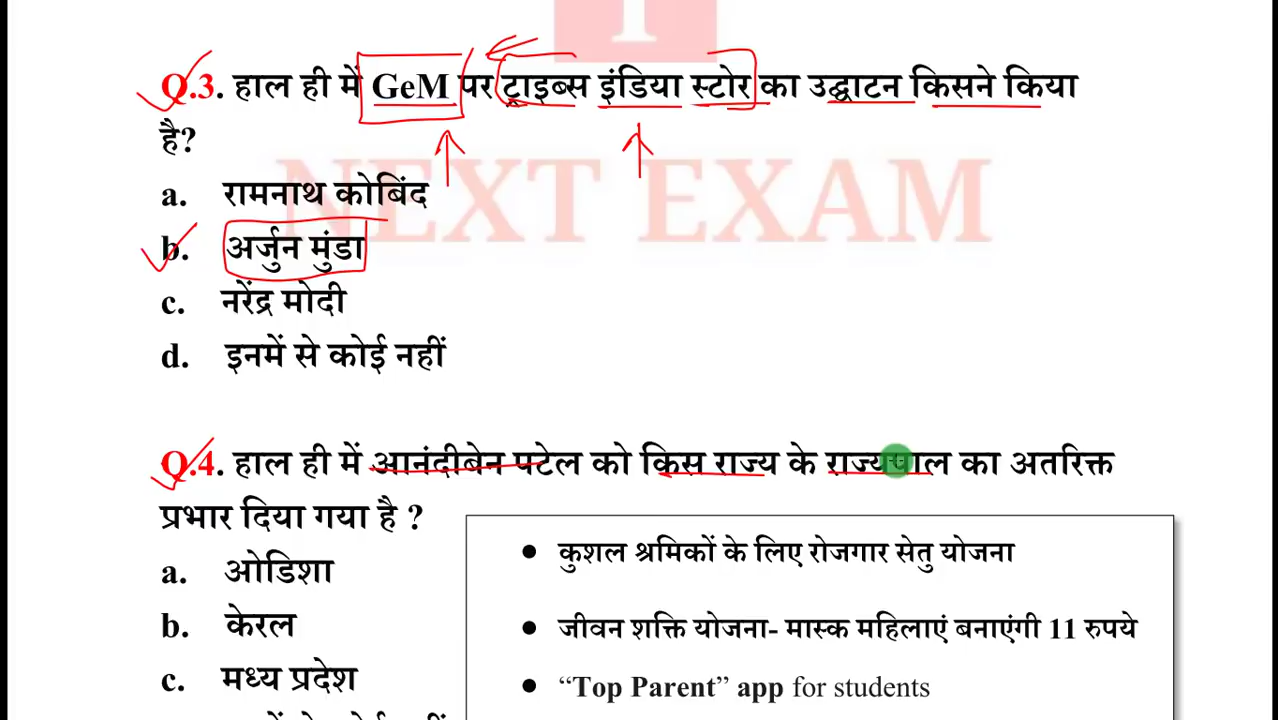 Q.3. हाल ही में GeM पर ट्राइब्स इंडिया स्टोर का उद्घाटन किसने किया
है?
NEXT EXAM
a. रामनाथ कोबिंद
b. अर्जुन मुंडा
c. नरेंद्र मोदी
d. इनमें से कोई नहीं
Q.4. हाल ही में आनंदीबेन पटेल को किस राज्य के राज्यपाल का अतरिक्त
प्रभार दिया गया है ?
a. ओडिशा
b. केरल
c. मध्य प्रदेश
• कुशल श्रमिकों के लिए रोजगार सेतु योजना
• जीवन शक्ति योजना- मास्क महिलाएं बनाएंगी 11 रुपये
• “Top Parent” app for students